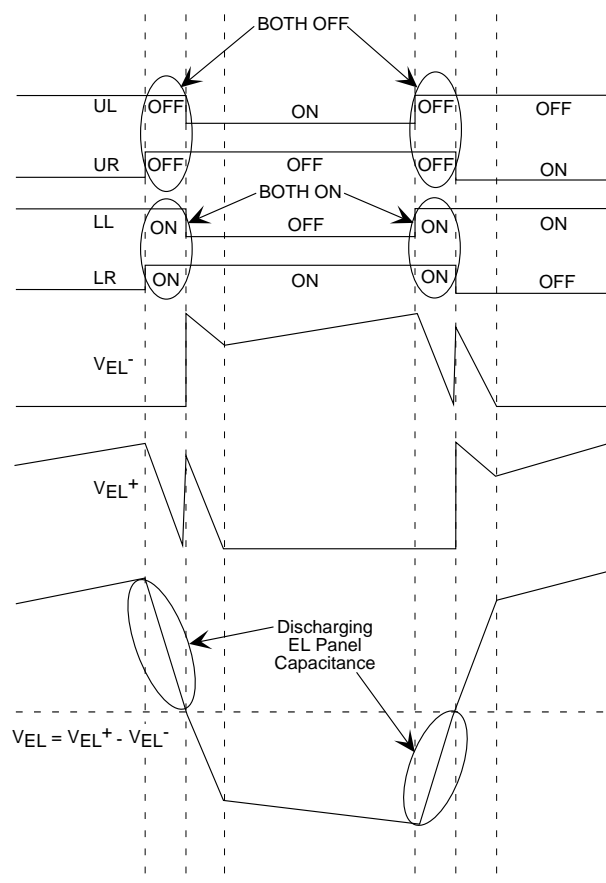 BOTH OFF
UL OFF ON OFF OFF
UR OFF OFF OFF ON
BOTH ON
LL ON OFF ON ON
LR ON ON ON OFF
VEL-
VEL+
Discharging
EL Panel
Capacitance
VEL = VEL+ - VEL-